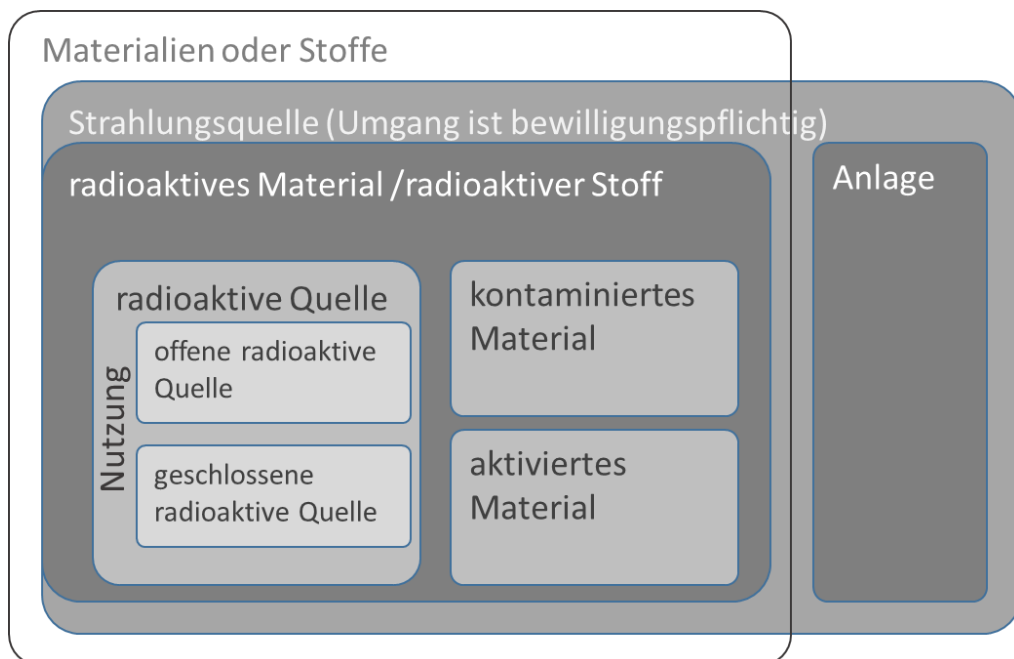 Materialien oder Stoffe
Strahlungsquelle (Umgang ist bewilligungspflichtig)
radioaktives Material /radioaktiver Stoff
Anlage
radioaktive Quelle
Nutzung
offene radioaktive
Quelle
geschlossene
radioaktive Quelle
kontaminiertes
Material
aktiviertes
Material